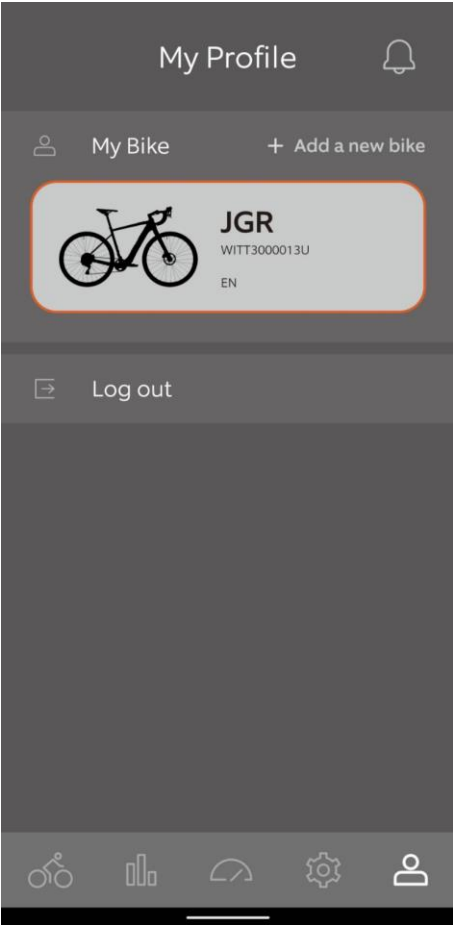 My Profile
My Bike
+ Add a new bike
JGR
WITT3000013U
EN
Log out